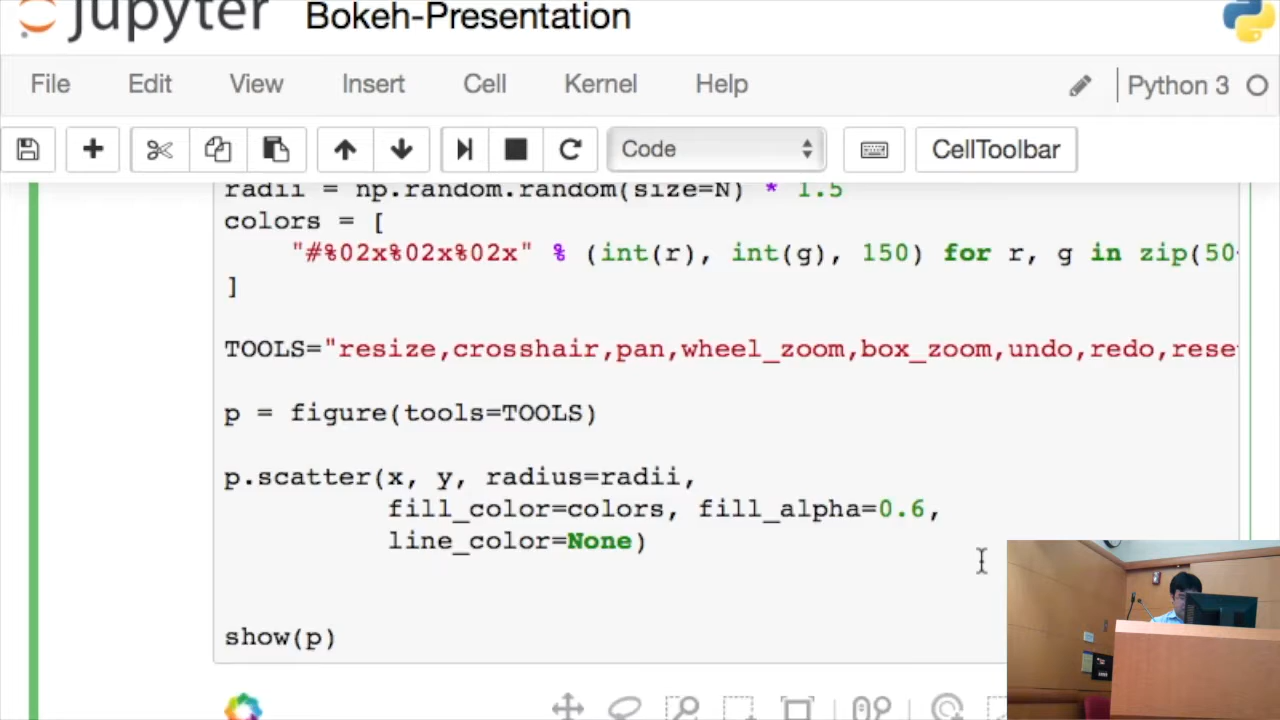 jupyter Bokeh-Presentation
File Edit View Insert Cell Kernel Help Python 3
Code CellToolbar
radii = np.random.random(size=N) * 1.5
colors = [
"#%02x%02x%02x" % (int(r), int(g), 150) for r, g in zip(50
]
TOOLS="resize,crosshair,pan,wheel_zoom,box_zoom,undo,redo,rese
p = figure(tools=TOOLS)
p.scatter(x, y, radius=radii,
fill_color=colors, fill_alpha=0.6,
line_color=None)
show(p)